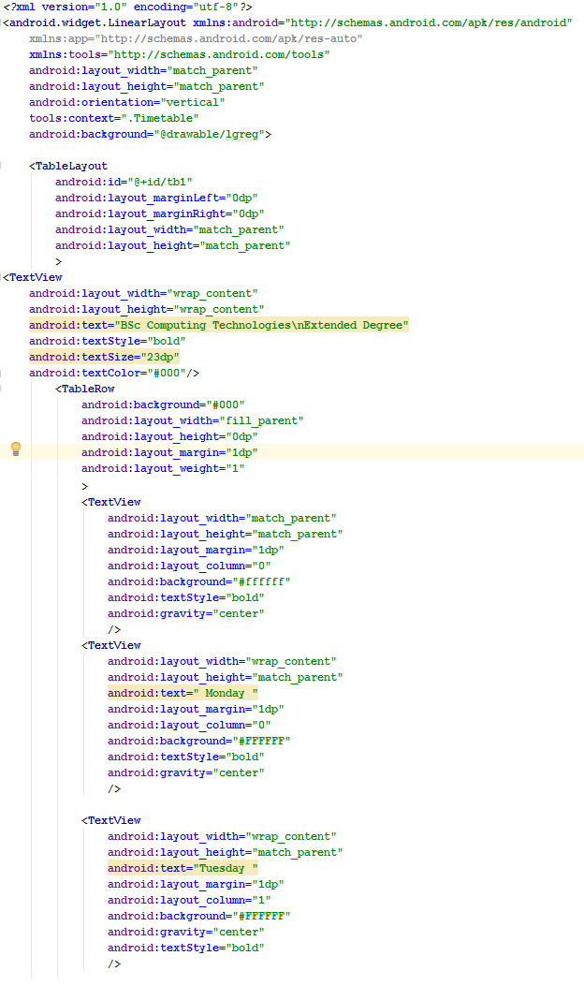 <?xml version="1.0" encoding="utf-8"?>
<android.widget.LinearLayout xmlns:android="http://schemas.android.com/apk/res/android"
    xmlns:app="http://schemas.android.com/apk/res-auto"
    xmlns:tools="http://schemas.android.com/tools"
    android:layout_width="match_parent"
    android:layout_height="match_parent"
    android:orientation="vertical"
    tools:context=".Timetable"
    android:background="@drawable/lgreg">

    <TableLayout
        android:id="@+id/tb1"
        android:layout_marginLeft="0dp"
        android:layout_marginRight="0dp"
        android:layout_width="match_parent"
        android:layout_height="match_parent"
        >
<TextView
    android:layout_width="wrap_content"
    android:layout_height="wrap_content"
    android:text="BSc Computing Technologies\nExtended Degree"
    android:textStyle="bold"
    android:textSize="23dp"
    android:textColor="#000"/>
        <TableRow
            android:background="#000"
            android:layout_width="fill_parent"
            android:layout_height="0dp"
            android:layout_margin="1dp"
            android:layout_weight="1"
            >
            <TextView
                android:layout_width="match_parent"
                android:layout_height="match_parent"
                android:layout_margin="1dp"
                android:layout_column="0"
                android:background="#ffffff"
                android:textStyle="bold"
                android:gravity="center"
                />
            <TextView
                android:layout_width="wrap_content"
                android:layout_height="match_parent"
                android:text=" Monday "
                android:layout_margin="1dp"
                android:layout_column="0"
                android:background="#FFFFFF"
                android:textStyle="bold"
                android:gravity="center"
                />

            <TextView
                android:layout_width="wrap_content"
                android:layout_height="match_parent"
                android:text="Tuesday "
                android:layout_margin="1dp"
                android:layout_column="1"
                android:background="#FFFFFF"
                android:gravity="center"
                android:textStyle="bold"
                />